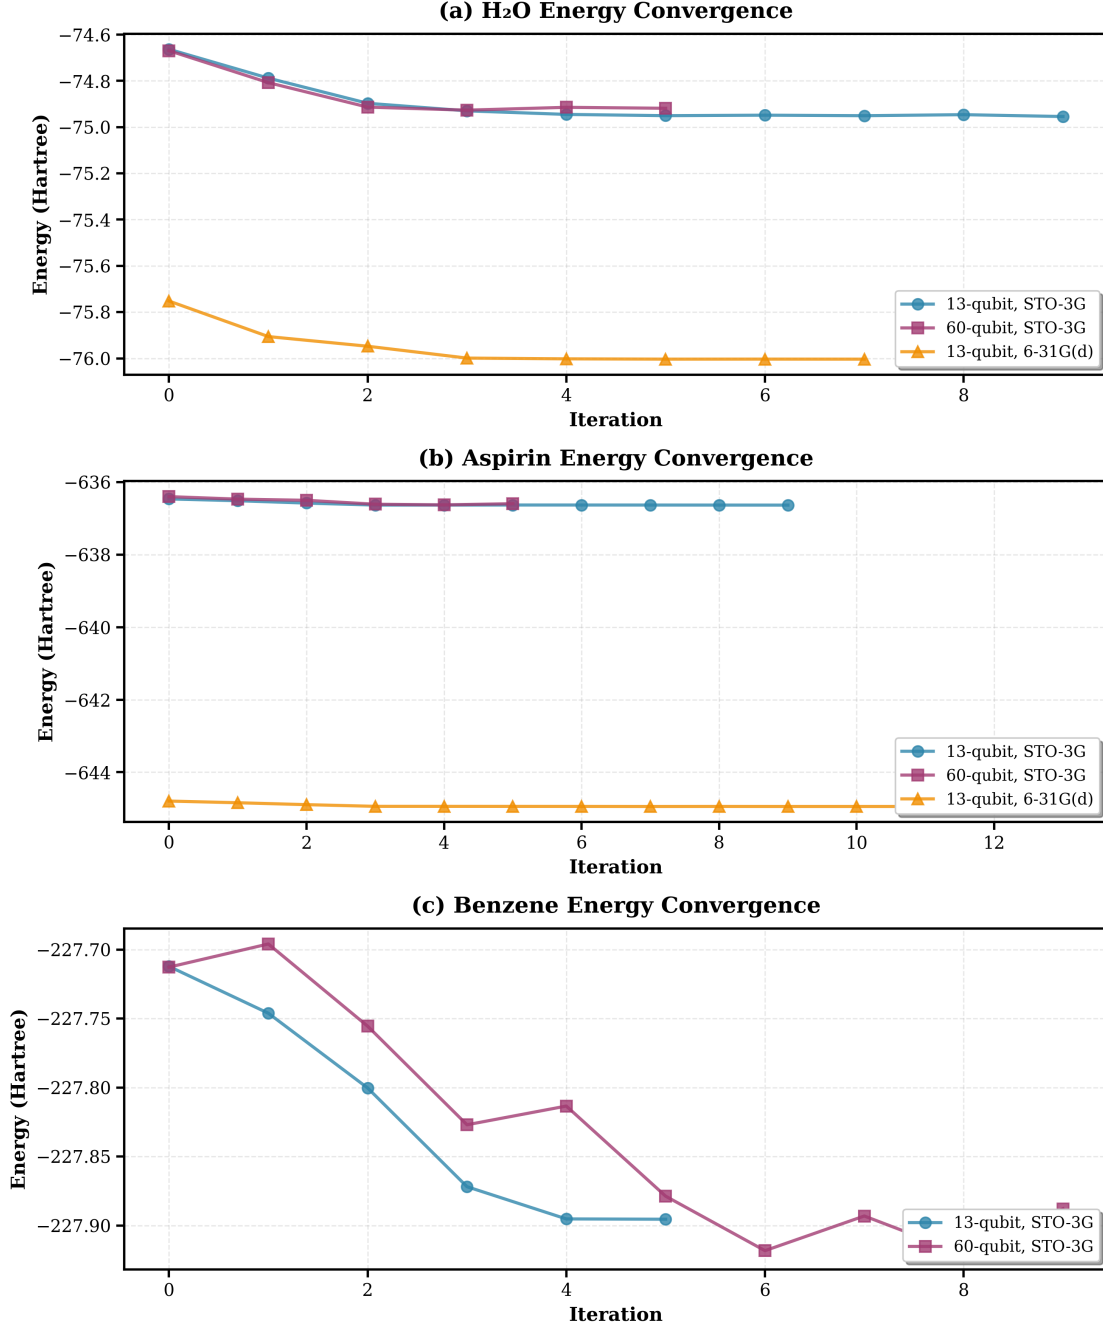 (a) H₂O Energy Convergence
−74.6
−74.8
−75.0
−75.2
−75.4
−75.6
−75.8
−76.0
Energy (Hartree)
13-qubit, STO-3G
60-qubit, STO-3G
13-qubit, 6-31G(d)
0 2 4 6 8
Iteration
(b) Aspirin Energy Convergence
−636
−638
−640
−642
−644
Energy (Hartree)
13-qubit, STO-3G
60-qubit, STO-3G
13-qubit, 6-31G(d)
0 2 4 6 8 10 12
Iteration
(c) Benzene Energy Convergence
−227.70
−227.75
−227.80
−227.85
−227.90
Energy (Hartree)
13-qubit, STO-3G
60-qubit, STO-3G
0 2 4 6 8
Iteration